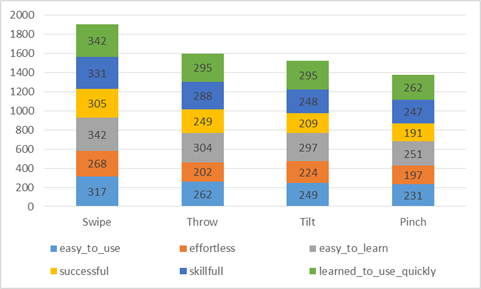 2000
1800
1600
1400
1200
1000
800
600
400
200
0
342 295 295 262
331 288 248 247
305 249 209 191
342 304 297 251
268 202 224 197
317 262 249 231
Swipe Throw Tilt Pinch
easy_to_use effortless easy_to_learn
successful skillfull learned_to_use_quickly